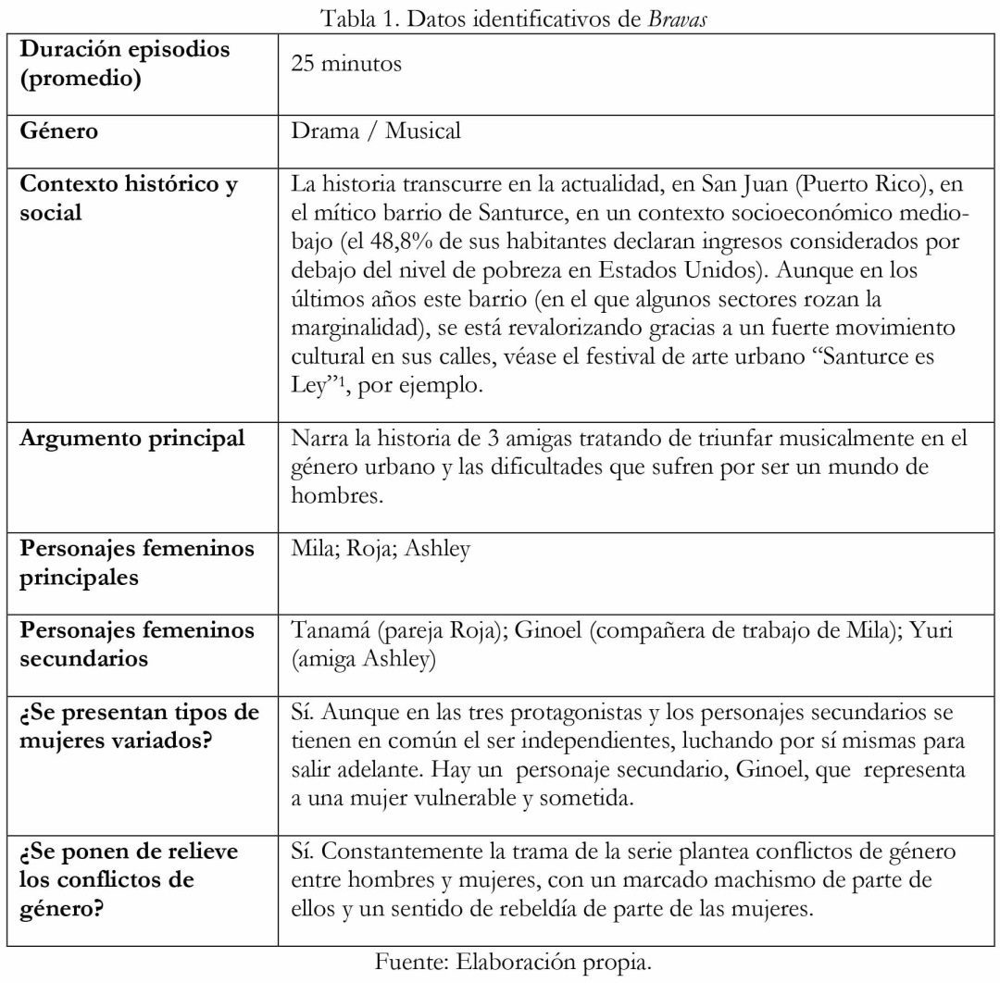 Tabla 1. Datos identificativos de Bravas
Duración episodios
(promedio)
25 minutos
Género
Drama / Musical
Contexto histórico y
social
La historia transcurre en la actualidad, en San Juan (Puerto Rico), en
el mítico barrio de Santurce, en un contexto socioeconómico medio-
bajo (el 48,8% de sus habitantes declaran ingresos considerados por
debajo del nivel de pobreza en Estados Unidos). Aunque en los
últimos años este barrio (en el que algunos sectores rozan la
marginalidad), se está revalorizando gracias a un fuerte movimiento
cultural en sus calles, véase el festival de arte urbano “Santurce es
Ley”¹, por ejemplo.
Argumento principal
Narra la historia de 3 amigas tratando de triunfar musicalmente en el
género urbano y las dificultades que sufren por ser un mundo de
hombres.
Personajes femeninos
principales
Mila; Roja; Ashley
Personajes femeninos
secundarios
Tanamá (pareja Roja); Ginoel (compañera de trabajo de Mila); Yuri
(amiga Ashley)
¿Se presentan tipos de
mujeres variados?
Sí. Aunque en las tres protagonistas y los personajes secundarios se
tienen en común el ser independientes, luchando por sí mismas para
salir adelante. Hay un personaje secundario, Ginoel, que representa
a una mujer vulnerable y sometida.
¿Se ponen de relieve
los conflictos de
género?
Sí. Constantemente la trama de la serie plantea conflictos de género
entre hombres y mujeres, con un marcado machismo de parte de
ellos y un sentido de rebeldía de parte de las mujeres.
Fuente: Elaboración propia.